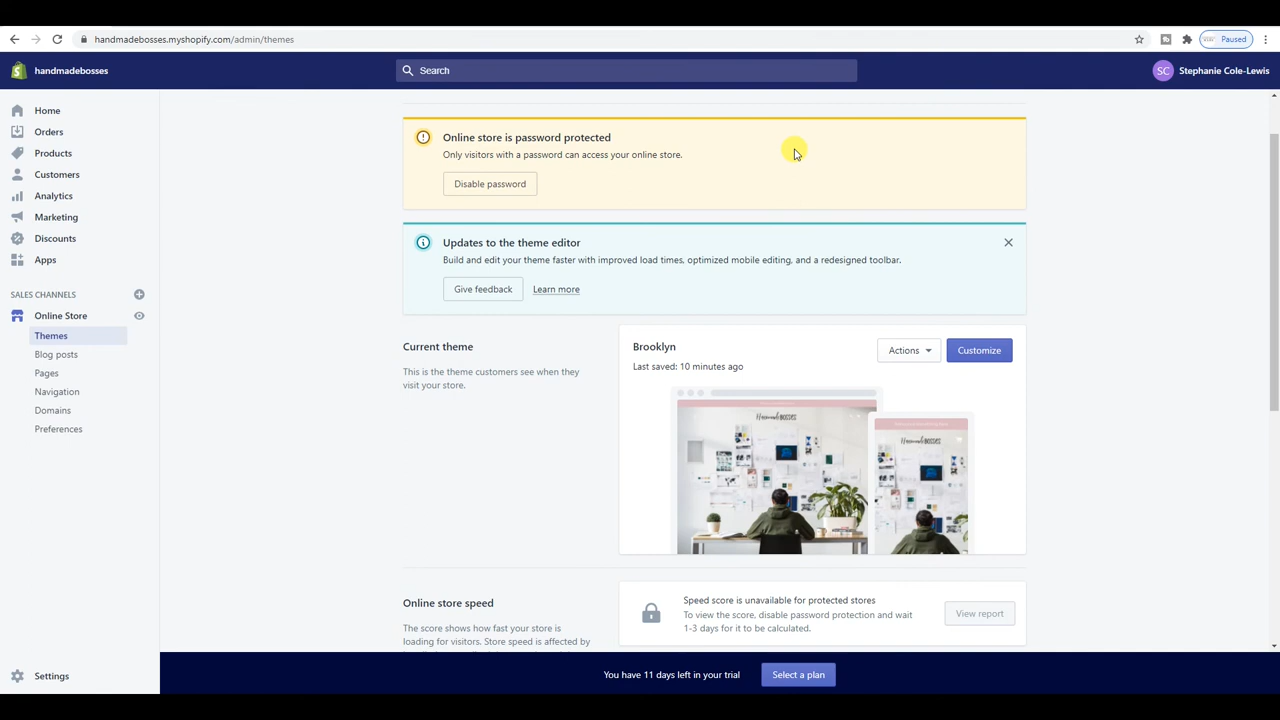 handmadebosses.myshopify.com/admin/themes
Paused
handmadebosses
Search
SC
Stephanie Cole-Lewis
Home
Orders
Products
Customers
Analytics
Marketing
Discounts
Apps
SALES CHANNELS
Online Store
Themes
Blog posts
Pages
Navigation
Domains
Preferences
Settings
Online store is password protected
Only visitors with a password can access your online store.
Disable password
Updates to the theme editor
Build and edit your theme faster with improved load times, optimized mobile editing, and a redesigned toolbar.
Give feedback
Learn more
Current theme
This is the theme customers see when they
visit your store.
Brooklyn
Last saved: 10 minutes ago
Actions
Customize
Handmade BOSSES
Handmade BOSSES
Online store speed
The score shows how fast your store is
loading for visitors. Store speed is affected by
Speed score is unavailable for protected stores
To view the score, disable password protection and wait
1-3 days for it to be calculated.
View report
You have 11 days left in your trial
Select a plan